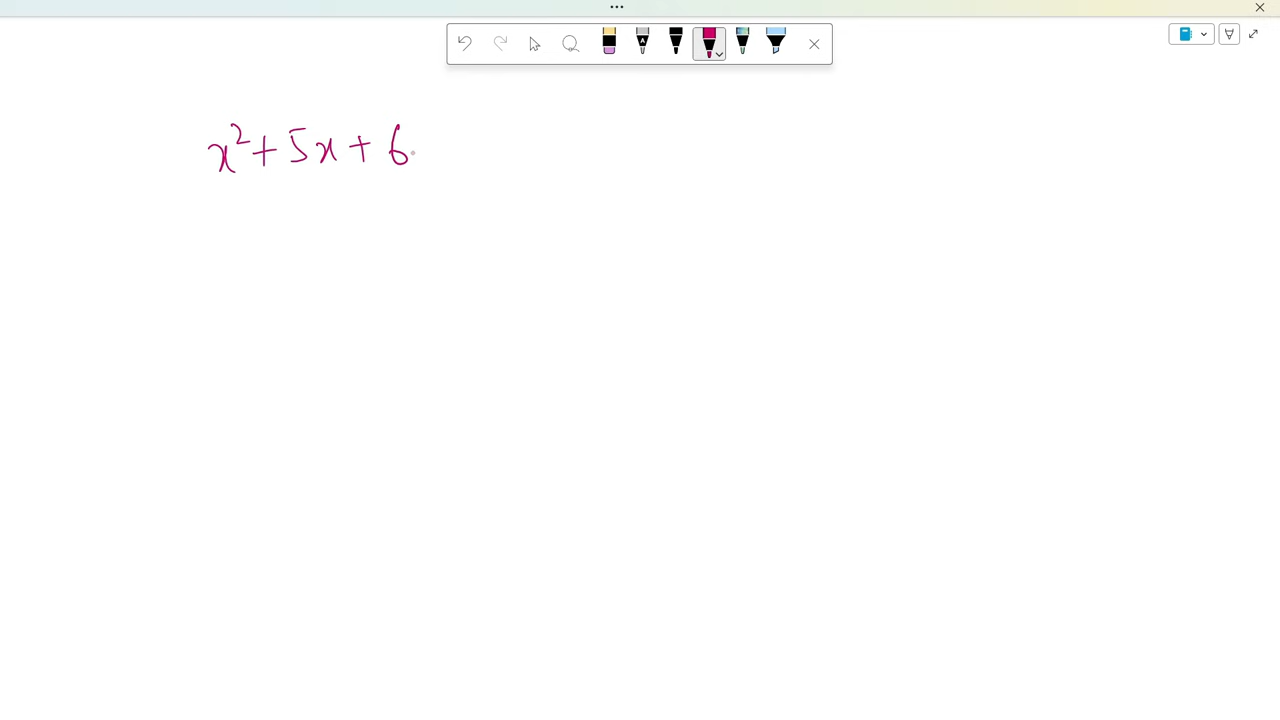 x² + 5x + 6